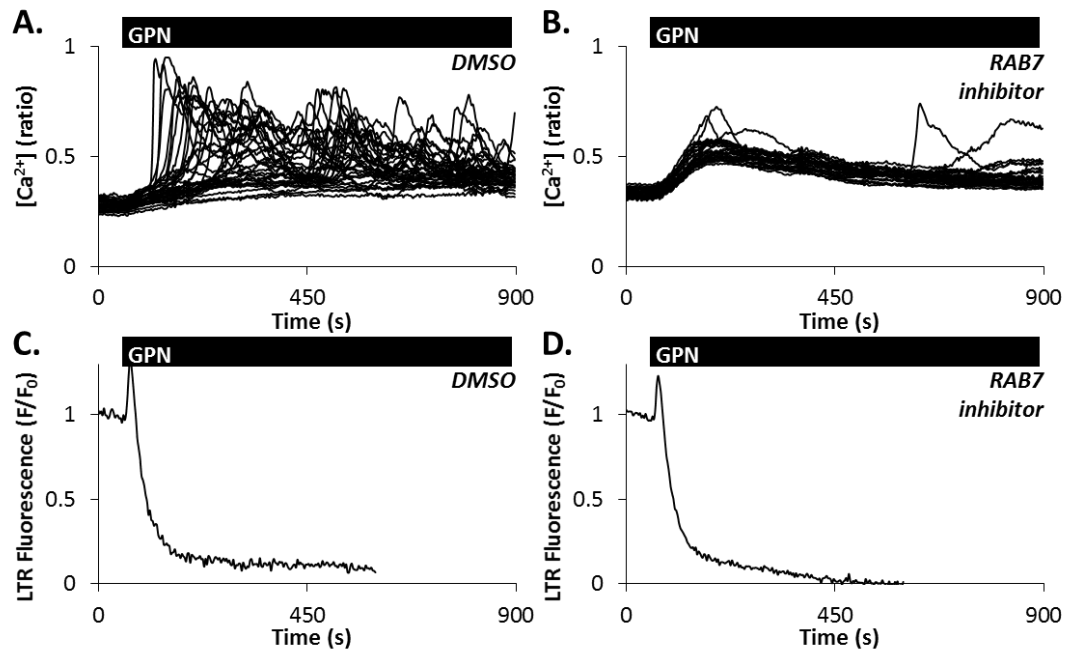 A.
GPN
DMSO
1
0.5
0
[Ca²⁺] (ratio)
0
450
900
Time (s)
B.
GPN
RAB7
inhibitor
1
0.5
0
[Ca²⁺] (ratio)
0
450
900
Time (s)
C.
GPN
DMSO
1
0.5
0
LTR Fluorescence (F/F₀)
0
450
900
Time (s)
D.
GPN
RAB7
inhibitor
1
0.5
0
LTR Fluorescence (F/F₀)
0
450
900
Time (s)